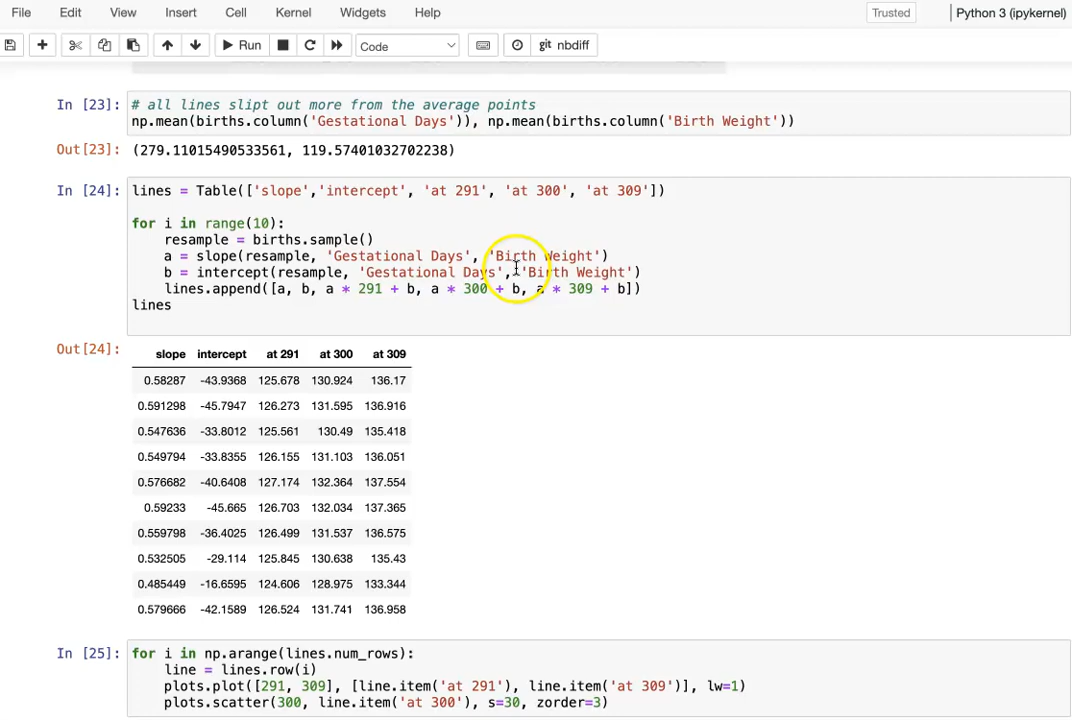 File Edit View Insert Cell Kernel Widgets Help Trusted Python 3 (ipykernel)
Run Code git nbdiff
In [23]: # all lines slipt out more from the average points
np.mean(births.column('Gestational Days')), np.mean(births.column('Birth Weight'))
Out[23]: (279.11015490533561, 119.57401032702238)
In [24]: lines = Table(['slope','intercept', 'at 291', 'at 300', 'at 309'])
for i in range(10):
resample = births.sample()
a = slope(resample, 'Gestational Days', 'Birth Weight')
b = intercept(resample, 'Gestational Days', 'Birth Weight')
lines.append([a, b, a * 291 + b, a * 300 + b, a * 309 + b])
lines
Out[24]: slope intercept at 291 at 300 at 309
0.58287 -43.9368 125.678 130.924 136.17
0.591298 -45.7947 126.273 131.595 136.916
0.547636 -33.8012 125.561 130.49 135.418
0.549794 -33.8355 126.155 131.103 136.051
0.576682 -40.6408 127.174 132.364 137.554
0.59233 -45.665 126.703 132.034 137.365
0.559798 -36.4025 126.499 131.537 136.575
0.532505 -29.114 125.845 130.638 135.43
0.485449 -16.6595 124.606 128.975 133.344
0.579666 -42.1589 126.524 131.741 136.958
In [25]: for i in np.arange(lines.num_rows):
line = lines.row(i)
plots.plot([291, 309], [line.item('at 291'), line.item('at 309')], lw=1)
plots.scatter(300, line.item('at 300'), s=30, zorder=3)